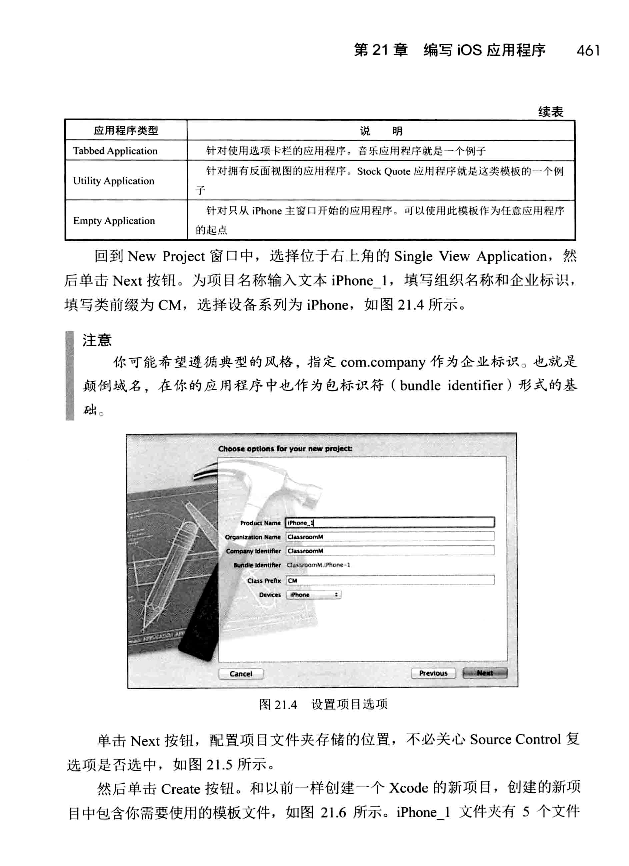 第 21 章 编写 iOS 应用程序 461
续表
应用程序类型 说 明
Tabbed Application 针对使用选项卡栏的应用程序。音乐应用程序就是一个例子
Utility Application 针对拥有反面视图的应用程序。Stock Quote 应用程序就是这类模板的一个例
子
Empty Application 针对只从 iPhone 主窗口开始的应用程序。可以使用此模板作为任意应用程序
的起点
回到 New Project 窗口中，选择位于右上角的 Single View Application，然
后单击 Next 按钮。为项目名称输入文本 iPhone_1，填写组织名称和企业标识，
填写类前缀为 CM，选择设备系列为 iPhone，如图 21.4 所示。
注意
你可能希望遵循典型的风格，指定 com.company 作为企业标识。也就是
颠倒域名，在你的应用程序中也作为包标识符（bundle identifier）形式的基
础。
Choose options for your new project:
Product Name iPhone_1
Organization Name ClassroomM
Company Identifier ClassroomM
Bundle Identifier ClassroomM.iPhone-1
Class Prefix CM
Devices iPhone
Cancel Previous Next
图 21.4 设置项目选项
单击 Next 按钮，配置项目文件夹存储的位置，不必关心 Source Control 复
选项是否选中，如图 21.5 所示。
然后单击 Create 按钮。和以前一样创建一个 Xcode 的新项目，创建的新项
目中包含你需要使用的模板文件，如图 21.6 所示。iPhone_1 文件夹有 5 个文件